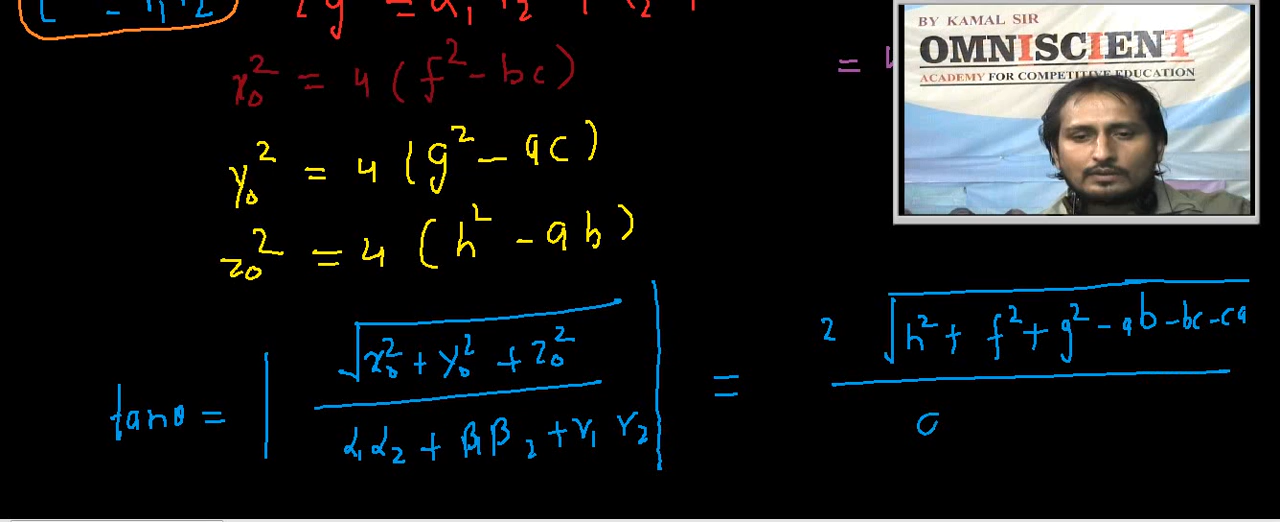 BY KAMAL SIR
OMNISCIENT
ACADEMY FOR COMPETITIVE EDUCATION
x₀² = 4 (f² - bc)
y₀² = 4 (g² - ac)
z₀² = 4 (h² - ab)
tanθ = | √(x₀² + y₀² + z₀²) / (α₁α₂ + β₁β₂ + γ₁γ₂) | = 2 √(h² + f² + g² - ab - bc - ca)